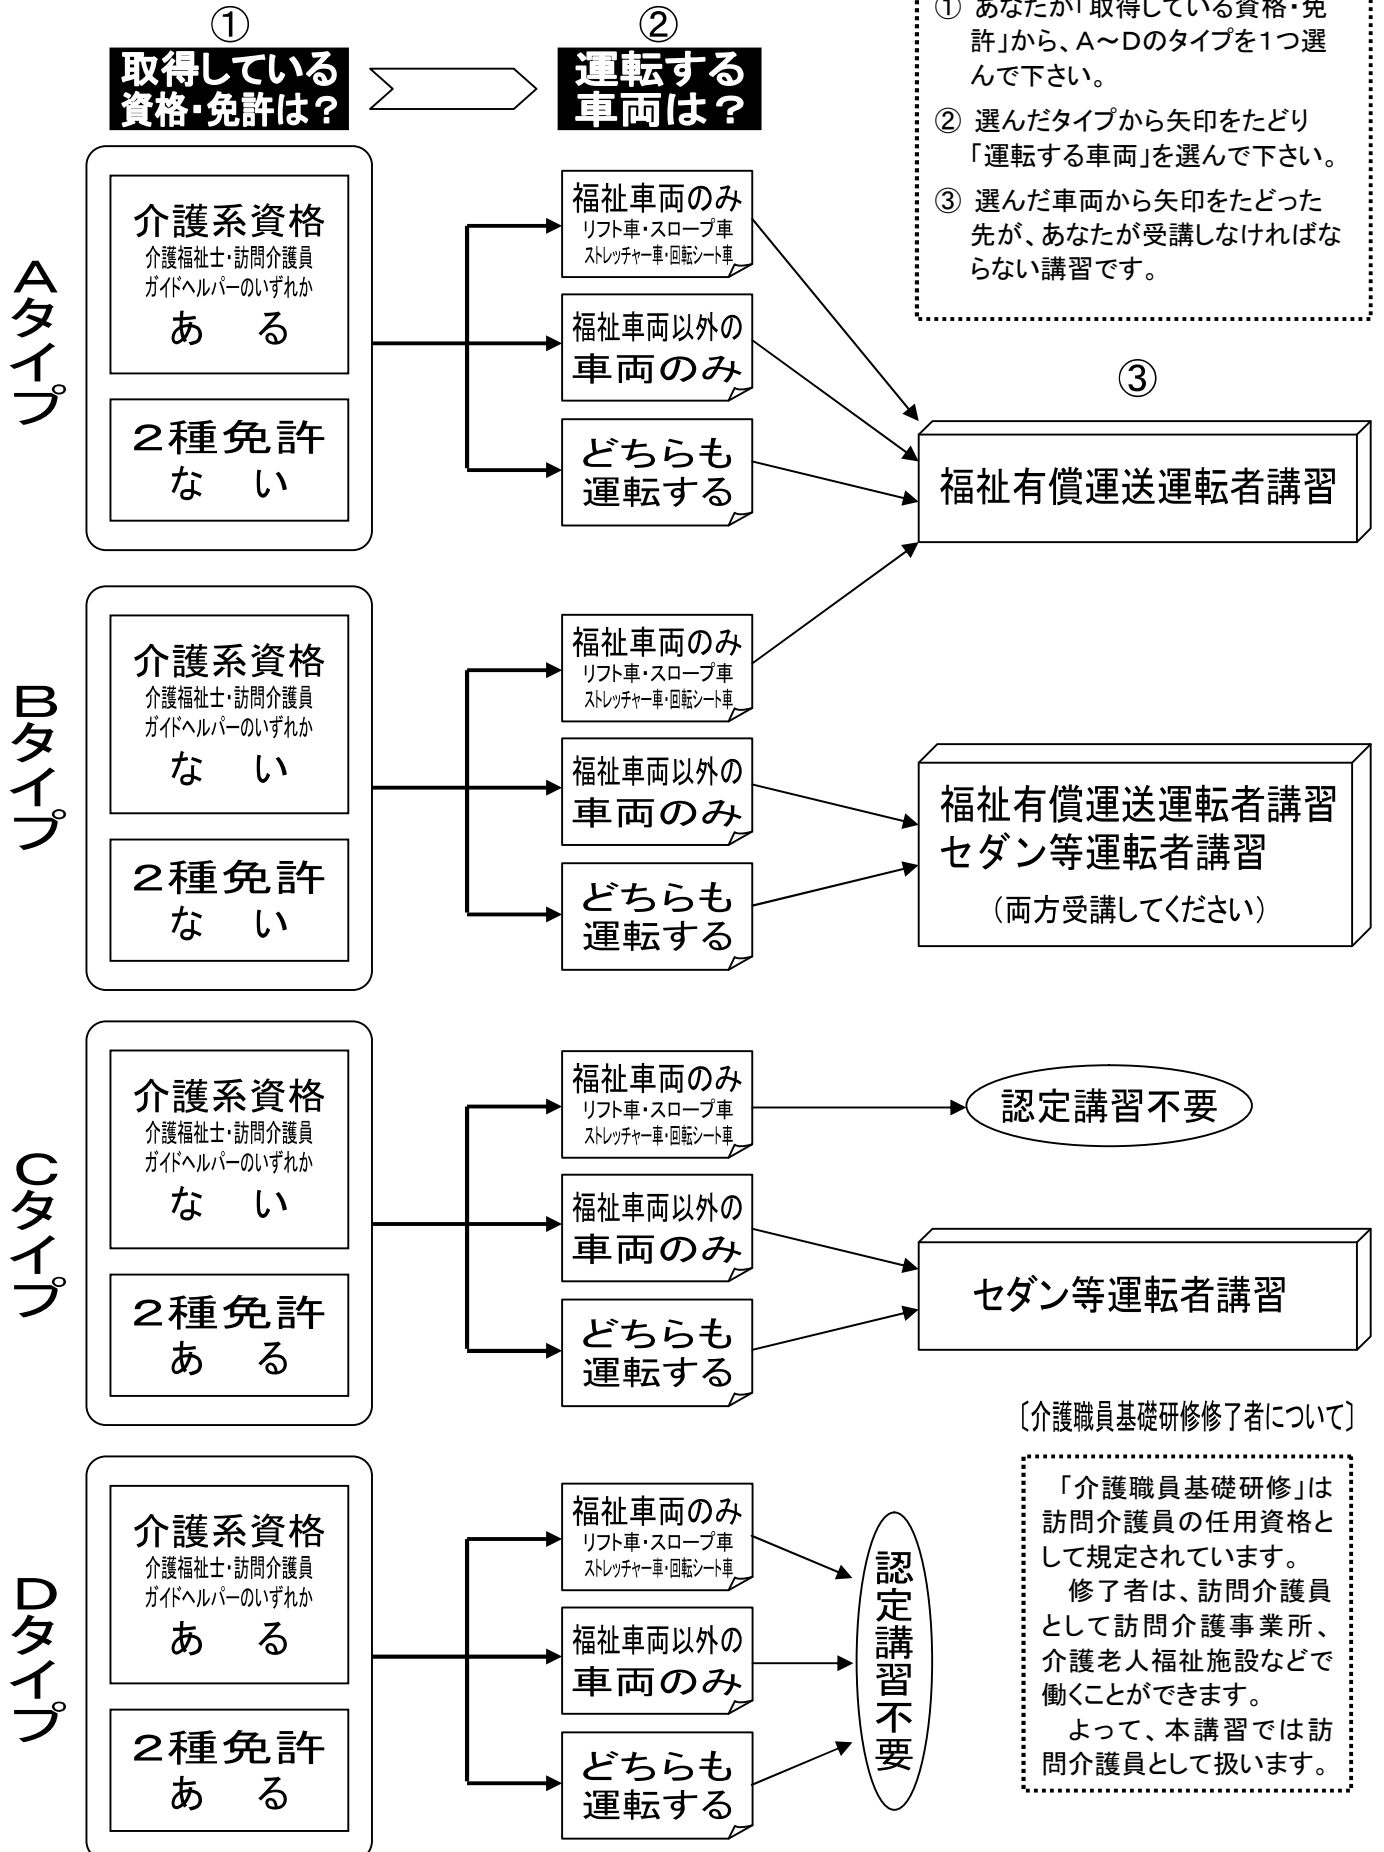 ①
取得している
資格・免許は？
②
運転する
車両は？
① あなたが「取得している資格・免
許」から、A～Dのタイプを1つ選
んで下さい。
② 選んだタイプから矢印をたどり
「運転する車両」を選んで下さい。
③ 選んだ車両から矢印をたどった
先が、あなたが受講しなければな
らない講習です。
③
Aタイプ
介護系資格
介護福祉士・訪問介護員
ガイドヘルパーのいずれか
あ る
2種免許
な い
福祉車両のみ
リフト車・スロープ車
ストレッチャー車・回転シート車
福祉車両以外の
車両のみ
どちらも
運転する
福祉有償運送運転者講習
Bタイプ
介護系資格
介護福祉士・訪問介護員
ガイドヘルパーのいずれか
な い
2種免許
な い
福祉車両のみ
リフト車・スロープ車
ストレッチャー車・回転シート車
福祉車両以外の
車両のみ
どちらも
運転する
福祉有償運送運転者講習
セダン等運転者講習
（両方受講してください）
Cタイプ
介護系資格
介護福祉士・訪問介護員
ガイドヘルパーのいずれか
な い
2種免許
あ る
福祉車両のみ
リフト車・スロープ車
ストレッチャー車・回転シート車
福祉車両以外の
車両のみ
どちらも
運転する
認定講習不要
セダン等運転者講習
Dタイプ
介護系資格
介護福祉士・訪問介護員
ガイドヘルパーのいずれか
あ る
2種免許
あ る
福祉車両のみ
リフト車・スロープ車
ストレッチャー車・回転シート車
福祉車両以外の
車両のみ
どちらも
運転する
認定講習不要
〔介護職員基礎研修修了者について〕
「介護職員基礎研修」は
訪問介護員の任用資格と
して規定されています。
修了者は、訪問介護員
として訪問介護事業所、
介護老人福祉施設などで
働くことができます。
よって、本講習では訪
問介護員として扱います。